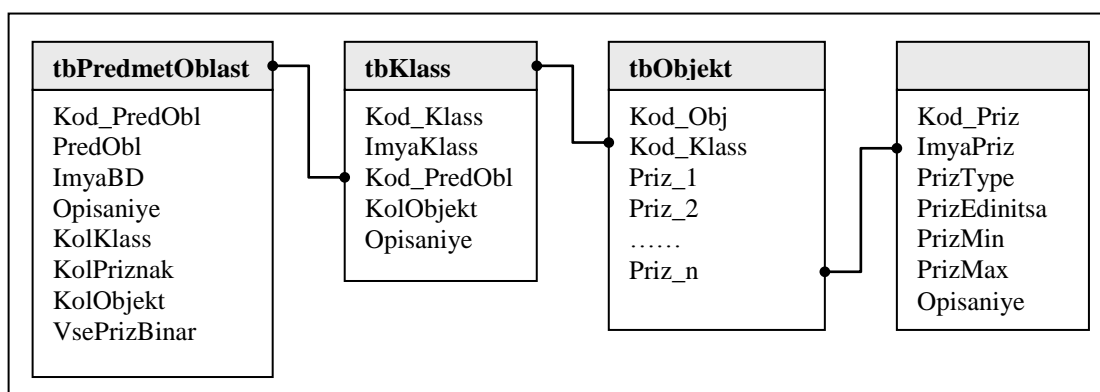 tbPredmetOblast
Kod_PredObl
PredObl
ImyaBD
Opisaniye
KolKlass
KolPriznak
KolObjekt
VsePrizBinar
tbKlass
Kod_Klass
ImyaKlass
Kod_PredObl
KolObjekt
Opisaniye
tbObjekt
Kod_Obj
Kod_Klass
Priz_1
Priz_2
……
Priz_n
Kod_Priz
ImyaPriz
PrizType
PrizEdinitsa
PrizMin
PrizMax
Opisaniye